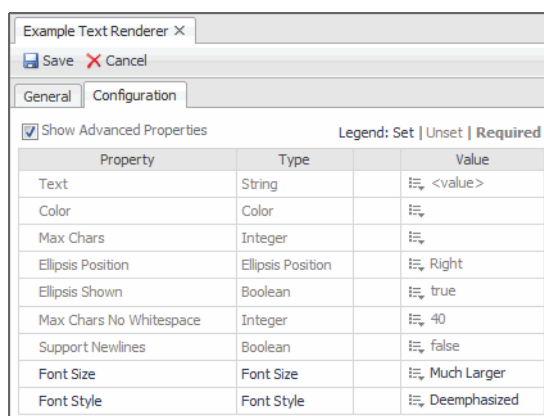 Example Text Renderer
Save Cancel
General Configuration
Show Advanced Properties Legend: Set | Unset | Required
Property Type Value
Text String <value>
Color Color
Max Chars Integer
Ellipsis Position Ellipsis Position Right
Ellipsis Shown Boolean true
Max Chars No Whitespace Integer 40
Support Newlines Boolean false
Font Size Font Size Much Larger
Font Style Font Style Deemphasized